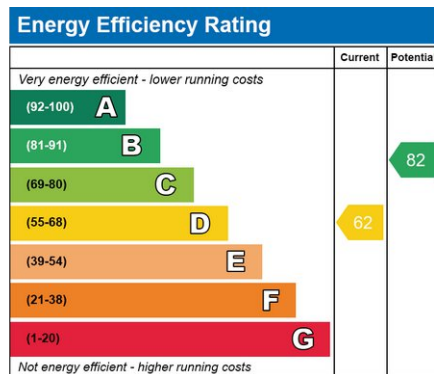 Energy Efficiency Rating
Current Potential
Very energy efficient - lower running costs
(92-100) A
(81-91) B
82
(69-80) C
(55-68) D 62
(39-54) E
(21-38) F
(1-20) G
Not energy efficient - higher running costs